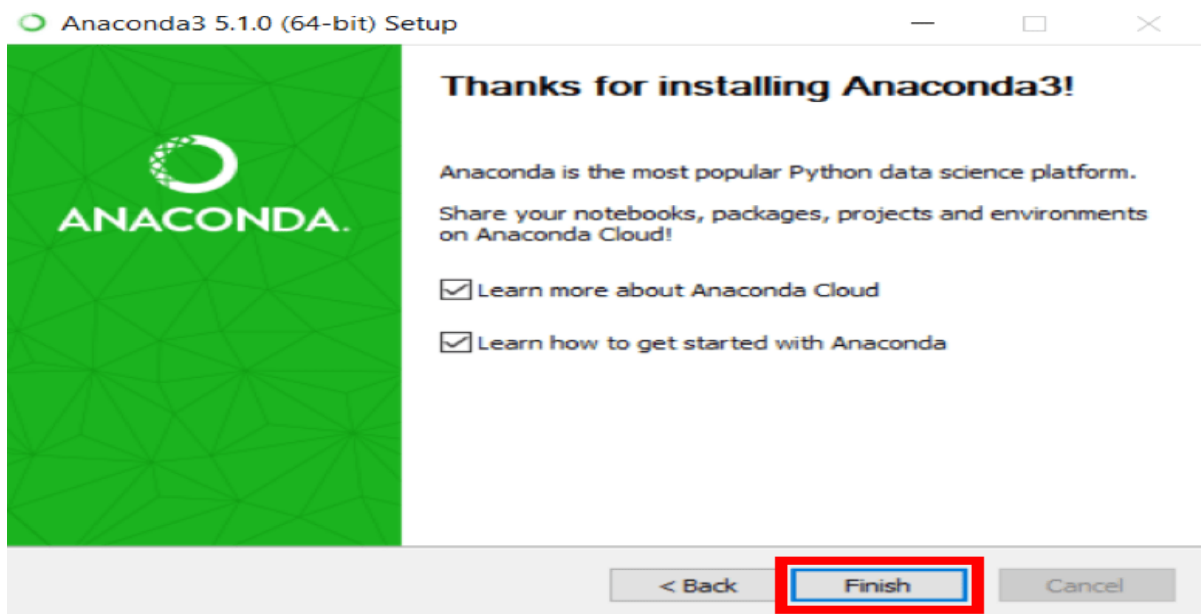 Anaconda3 5.1.0 (64-bit) Setup
Thanks for installing Anaconda3!
ANACONDA.
Anaconda is the most popular Python data science platform.
Share your notebooks, packages, projects and environments
on Anaconda Cloud!
Learn more about Anaconda Cloud
Learn how to get started with Anaconda
< Back
Finish
Cancel